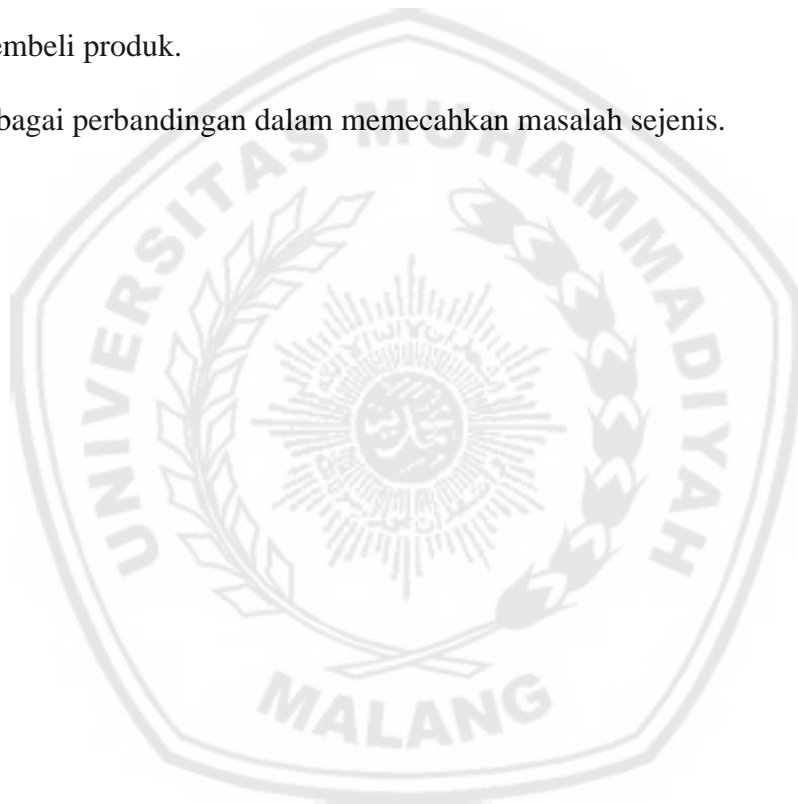 embeli produk.
bagai perbandingan dalam memecahkan masalah sejenis.
UNIVERSITAS MUHAMMADIYAH
MALANG